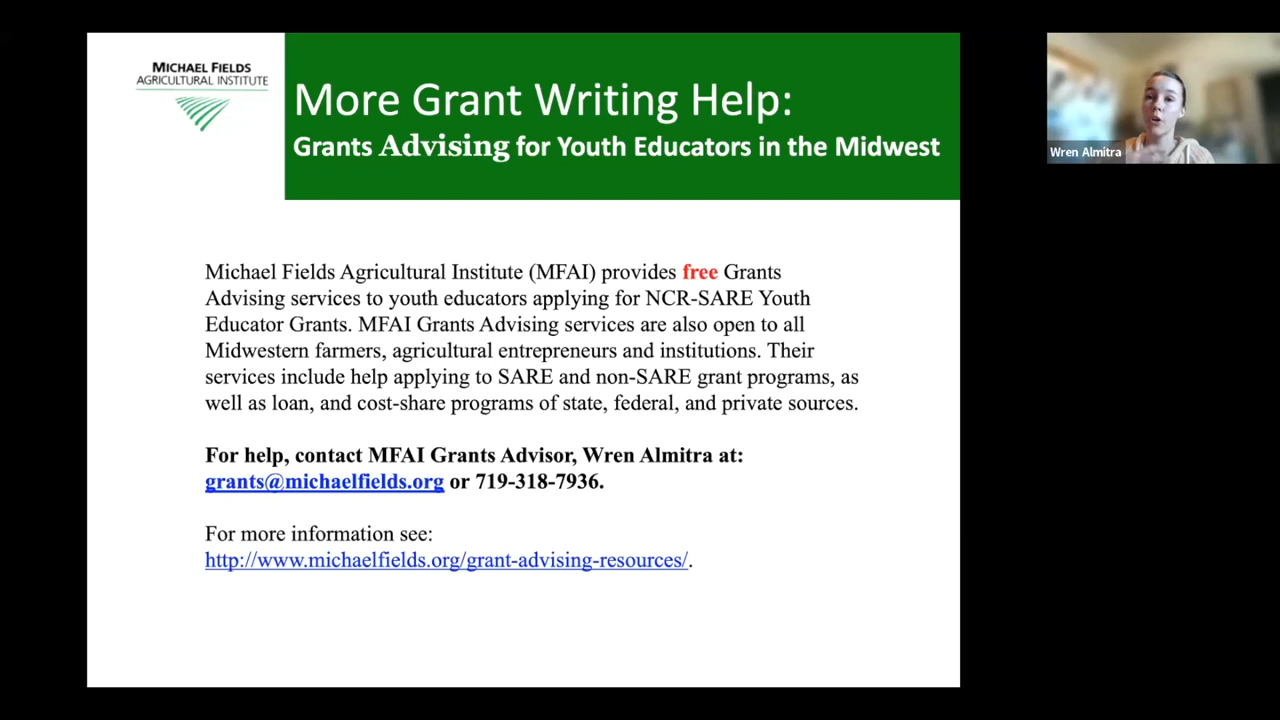 MICHAEL FIELDS
AGRICULTURAL INSTITUTE
More Grant Writing Help:
Grants Advising for Youth Educators in the Midwest
Wren Almitra
Michael Fields Agricultural Institute (MFAI) provides free Grants
Advising services to youth educators applying for NCR-SARE Youth
Educator Grants. MFAI Grants Advising services are also open to all
Midwestern farmers, agricultural entrepreneurs and institutions. Their
services include help applying to SARE and non-SARE grant programs, as
well as loan, and cost-share programs of state, federal, and private sources.
For help, contact MFAI Grants Advisor, Wren Almitra at:
grants@michaelfields.org or 719-318-7936.
For more information see:
http://www.michaelfields.org/grant-advising-resources/.